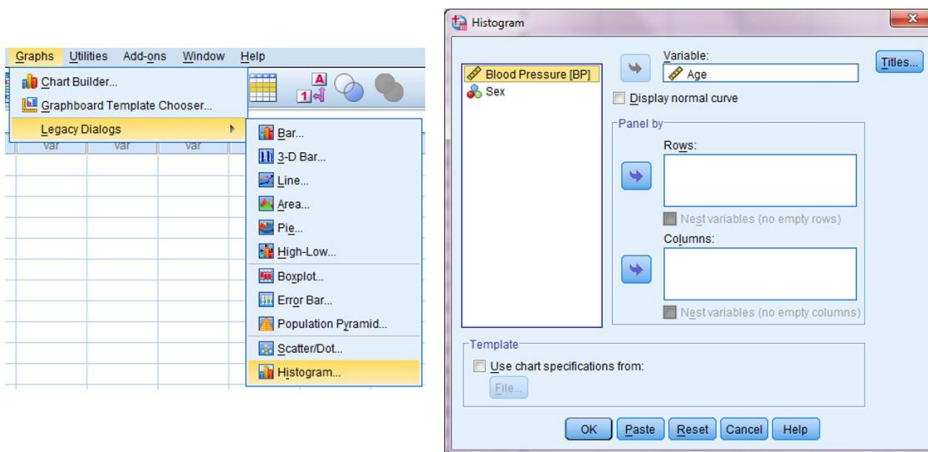 Graphs Utilities Add-ons Window Help
Chart Builder...
Graphboard Template Chooser...
Legacy Dialogs
var var var
Bar...
3-D Bar...
Line...
Area...
Pie...
High-Low...
Boxplot...
Error Bar...
Population Pyramid...
Scatter/Dot...
Histogram...
A
1
Histogram
Blood Pressure [BP]
Sex
Variable:
Age
Titles...
Display normal curve
Panel by
Rows:
Nest variables (no empty rows)
Columns:
Nest variables (no empty columns)
Template
Use chart specifications from:
File...
OK Paste Reset Cancel Help